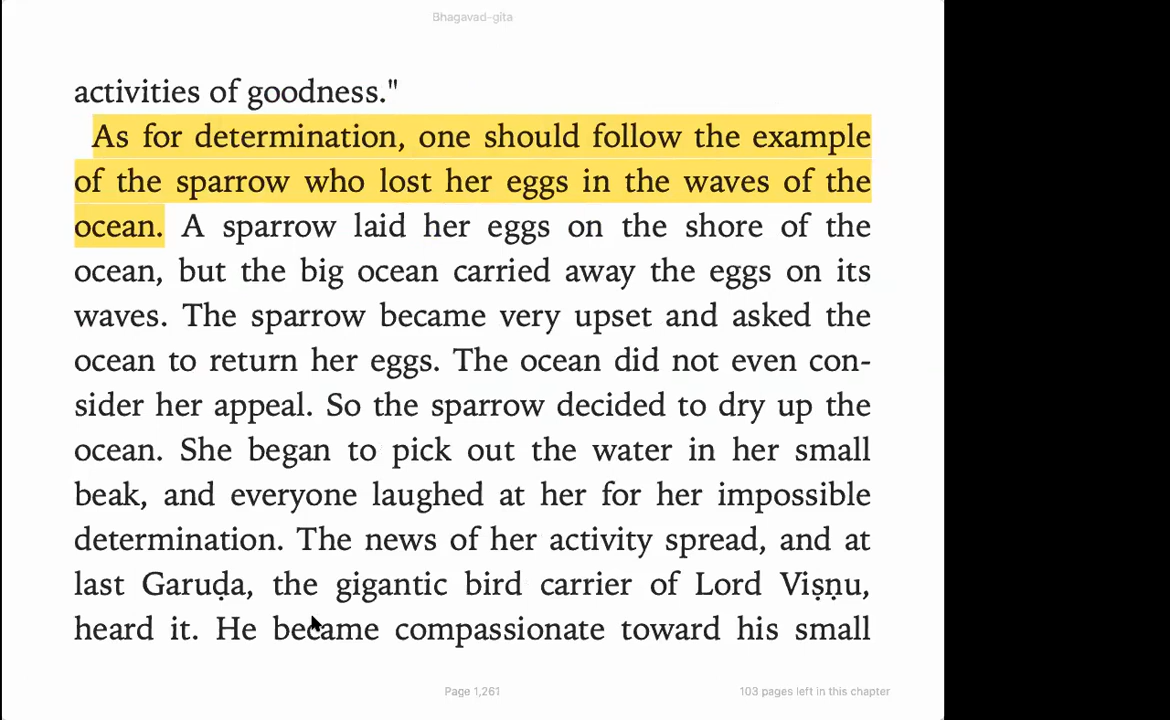 Bhagavad-gita
activities of goodness."
As for determination, one should follow the example
of the sparrow who lost her eggs in the waves of the
ocean. A sparrow laid her eggs on the shore of the
ocean, but the big ocean carried away the eggs on its
waves. The sparrow became very upset and asked the
ocean to return her eggs. The ocean did not even con-
sider her appeal. So the sparrow decided to dry up the
ocean. She began to pick out the water in her small
beak, and everyone laughed at her for her impossible
determination. The news of her activity spread, and at
last Garuḍa, the gigantic bird carrier of Lord Viṣṇu,
heard it. He became compassionate toward his small
Page 1,261
103 pages left in this chapter